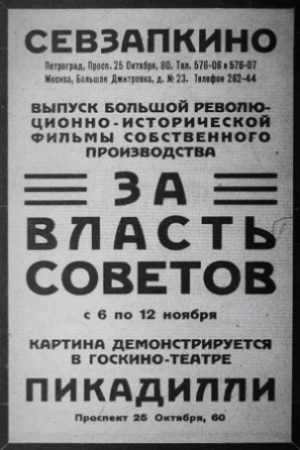 СЕВЗАПКИНО
Петроград, Просп. 25 Октября, 80. Тел. 576-06 и 576-07
Москва, Большая Дмитровка, д. № 23. Телефон 262-44
ВЫПУСК БОЛЬШОЙ РЕВОЛЮ-
ЦИОННО-ИСТОРИЧЕСКОЙ
ФИЛЬМЫ СОБСТВЕННОГО
ПРОИЗВОДСТВА
ЗА
ВЛАСТЬ
СОВЕТОВ
с 6 по 12 ноября
КАРТИНА ДЕМОНСТРИРУЕТСЯ
В ГОСКИНО-ТЕАТРЕ
ПИКАДИЛЛИ
Проспект 25 Октября, 60